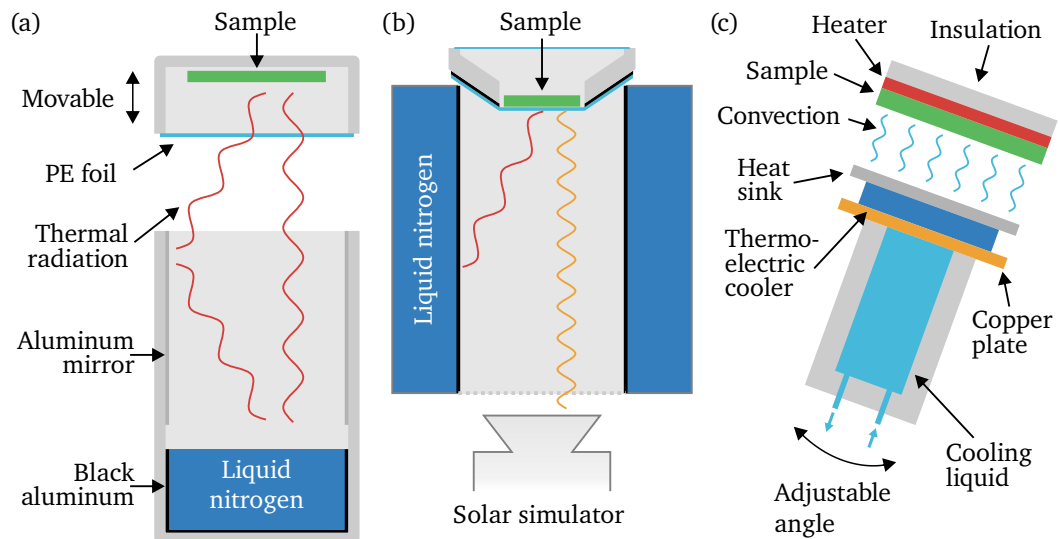 (a)
Sample
Movable
PE foil
Thermal
radiation
Aluminum
mirror
Black
aluminum
Liquid
nitrogen
(b)
Sample
Liquid nitrogen
Solar simulator
(c)
Heater
Insulation
Sample
Convection
Heat
sink
Thermo-
electric
cooler
Copper
plate
Cooling
liquid
Adjustable
angle